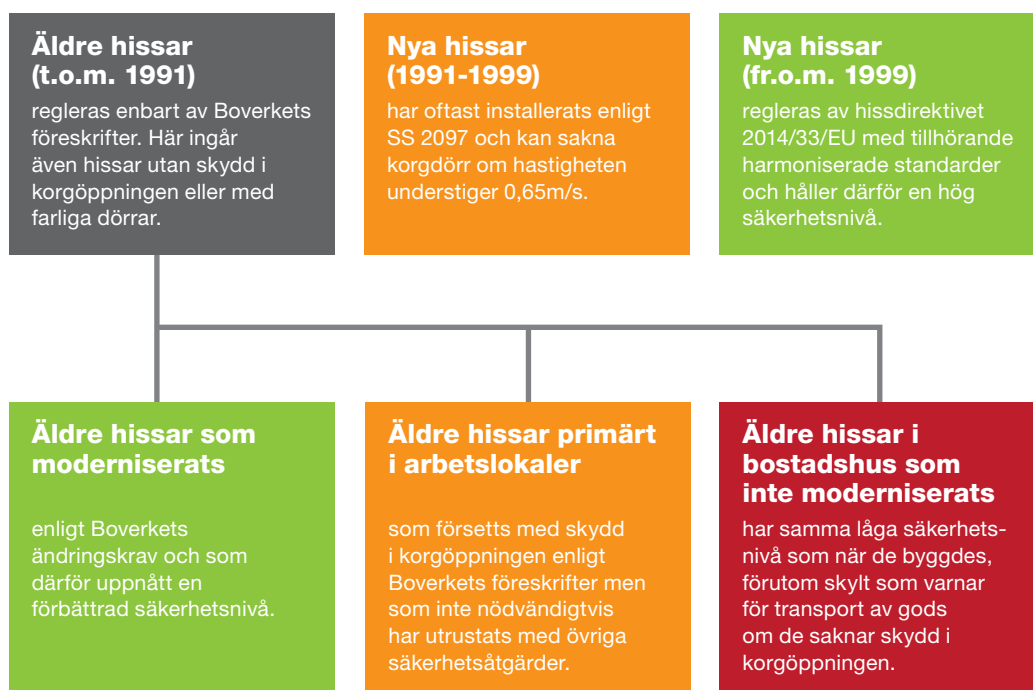 Äldre hissar
(t.o.m. 1991)
regleras enbart av Boverkets
föreskrifter. Här ingår
även hissar utan skydd i
korgöppningen eller med
farliga dörrar.
Nya hissar
(1991-1999)
har oftast installerats enligt
SS 2097 och kan sakna
korgdörr om hastigheten
understiger 0,65m/s.
Nya hissar
(fr.o.m. 1999)
regleras av hissdirektivet
2014/33/EU med tillhörande
harmoniserade standarder
och håller därför en hög
säkerhetsnivå.
Äldre hissar som
moderniserats
enligt Boverkets
ändringskrav och som
därför uppnått en
förbättrad säkerhetsnivå.
Äldre hissar primärt
i arbetslokaler
som försetts med skydd
i korgöppningen enligt
Boverkets föreskrifter men
som inte nödvändigtvis
har utrustats med övriga
säkerhetsåtgärder.
Äldre hissar i
bostadshus som
inte moderniserats
har samma låga säkerhets-
nivå som när de byggdes,
förutom skylt som varnar
för transport av gods
om de saknar skydd i
korgöppningen.